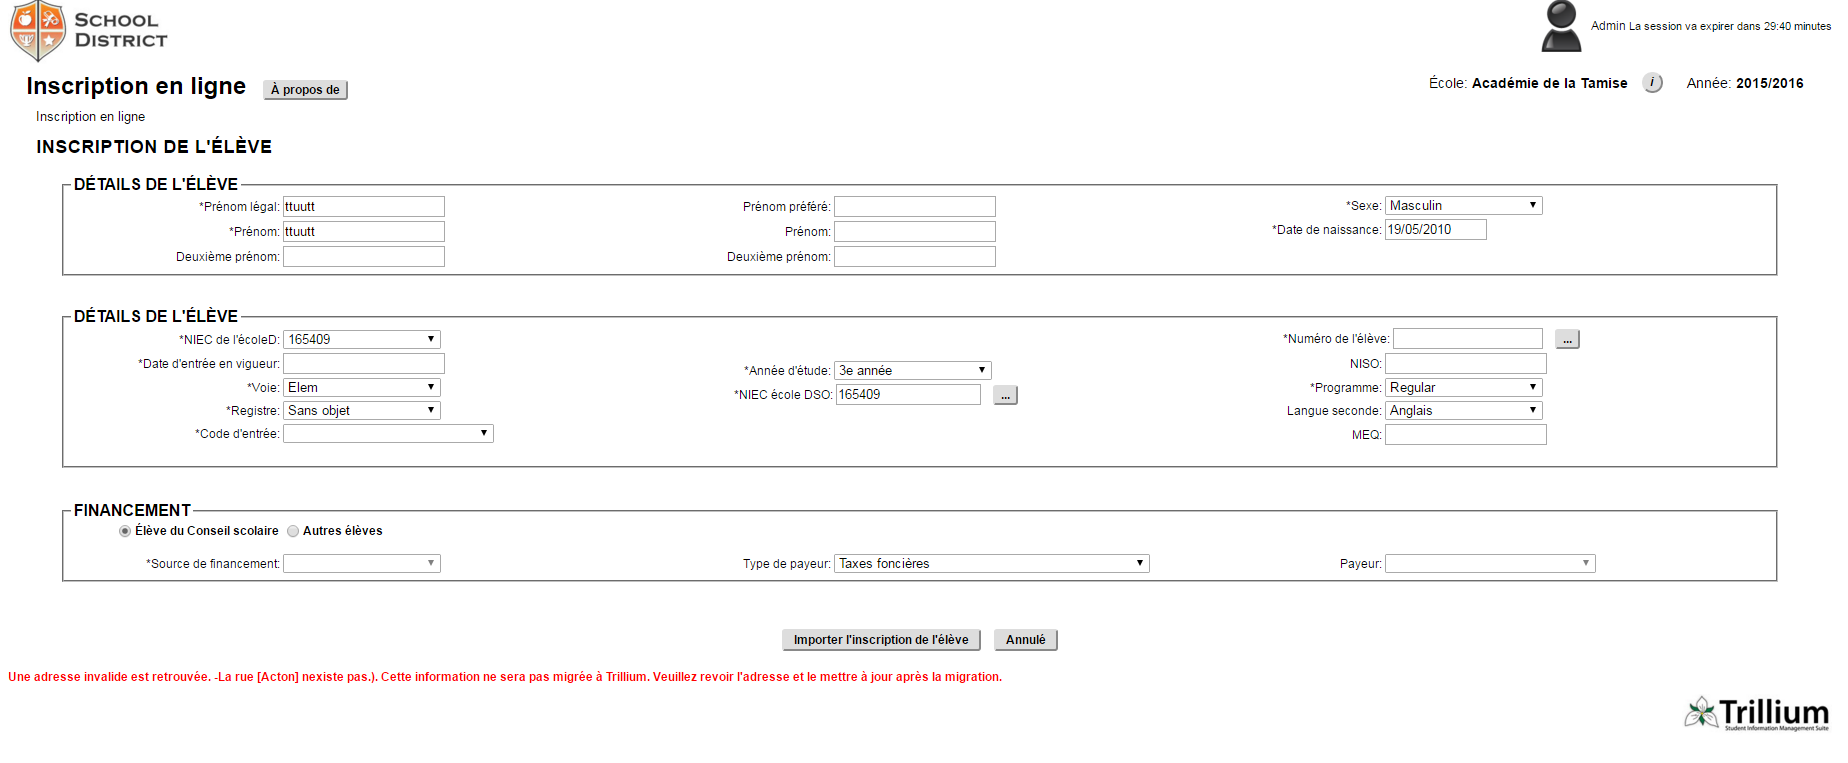 SCHOOL
DISTRICT
Admin La session va expirer dans 29:40 minutes
Inscription en ligne À propos de
École: Académie de la Tamise i Année: 2015/2016
Inscription en ligne
INSCRIPTION DE L'ÉLÈVE
DÉTAILS DE L'ÉLÈVE
*Prénom légal: ttuutt Prénom préféré: *Sexe: Masculin
*Prénom: ttuutt Prénom: *Date de naissance: 19/05/2010
Deuxième prénom: Deuxième prénom:
DÉTAILS DE L'ÉLÈVE
*NIEC de l'écoleD: 165409 *Numéro de l'élève: ...
*Date d'entrée en vigueur: *Année d'étude: 3e année NISO:
*Voie: Elem *NIEC école DSO: 165409 ... *Programme: Regular
*Registre: Sans objet Langue seconde: Anglais
*Code d'entrée: MEQ:
FINANCEMENT
Élève du Conseil scolaire Autres élèves
*Source de financement: Type de payeur: Taxes foncières Payeur:
Importer l'inscription de l'élève Annulé
Une adresse invalide est retrouvée. -La rue [Acton] nexiste pas.). Cette information ne sera pas migrée à Trillium. Veuillez revoir l'adresse et le mettre à jour après la migration.
Trillium
Student Information Management Suite